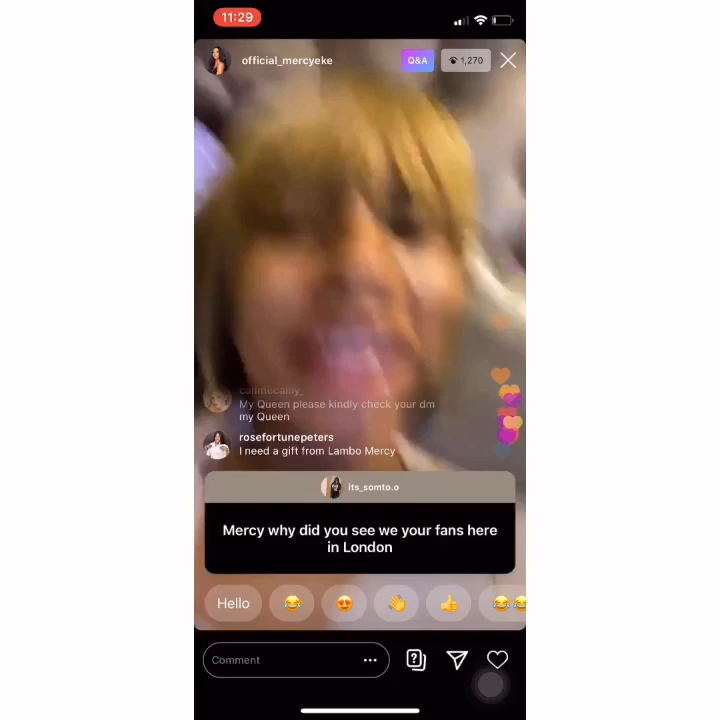 11:29
official_mercyeke
Q&A
1,270
callmecally_
My Queen please kindly check your dm
my Queen
rosefortunepeters
I need a gift from Lambo Mercy
its_somto.o
Mercy why did you see we your fans here
in London
Hello
Comment